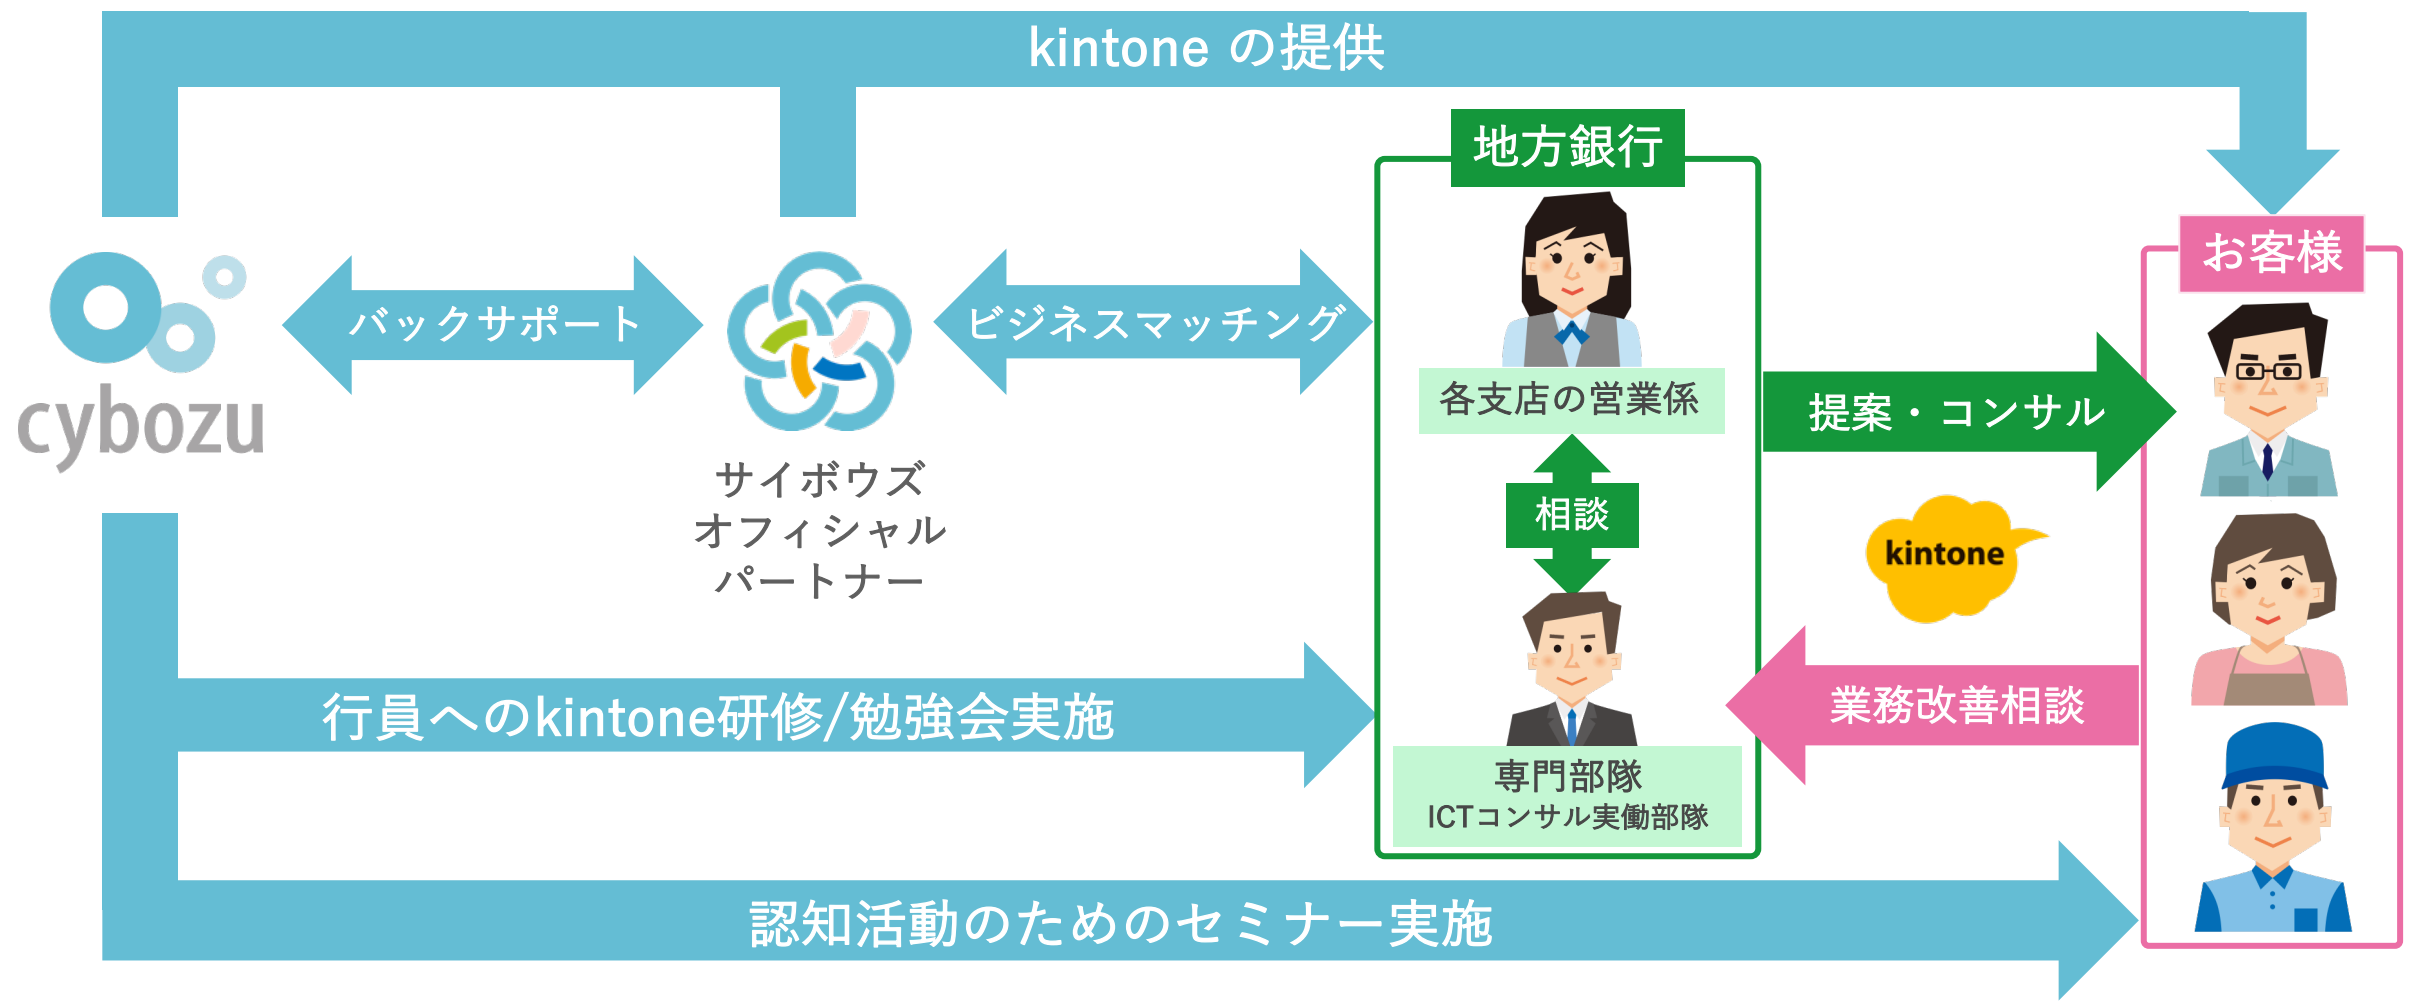 kintone の提供
地方銀行
お客様
cybozu
バックサポート
サイボウズ
オフィシャル
パートナー
ビジネスマッチング
各支店の営業係
相談
専門部隊
ICTコンサル実働部隊
提案・コンサル
kintone
業務改善相談
行員へのkintone研修/勉強会実施
認知活動のためのセミナー実施